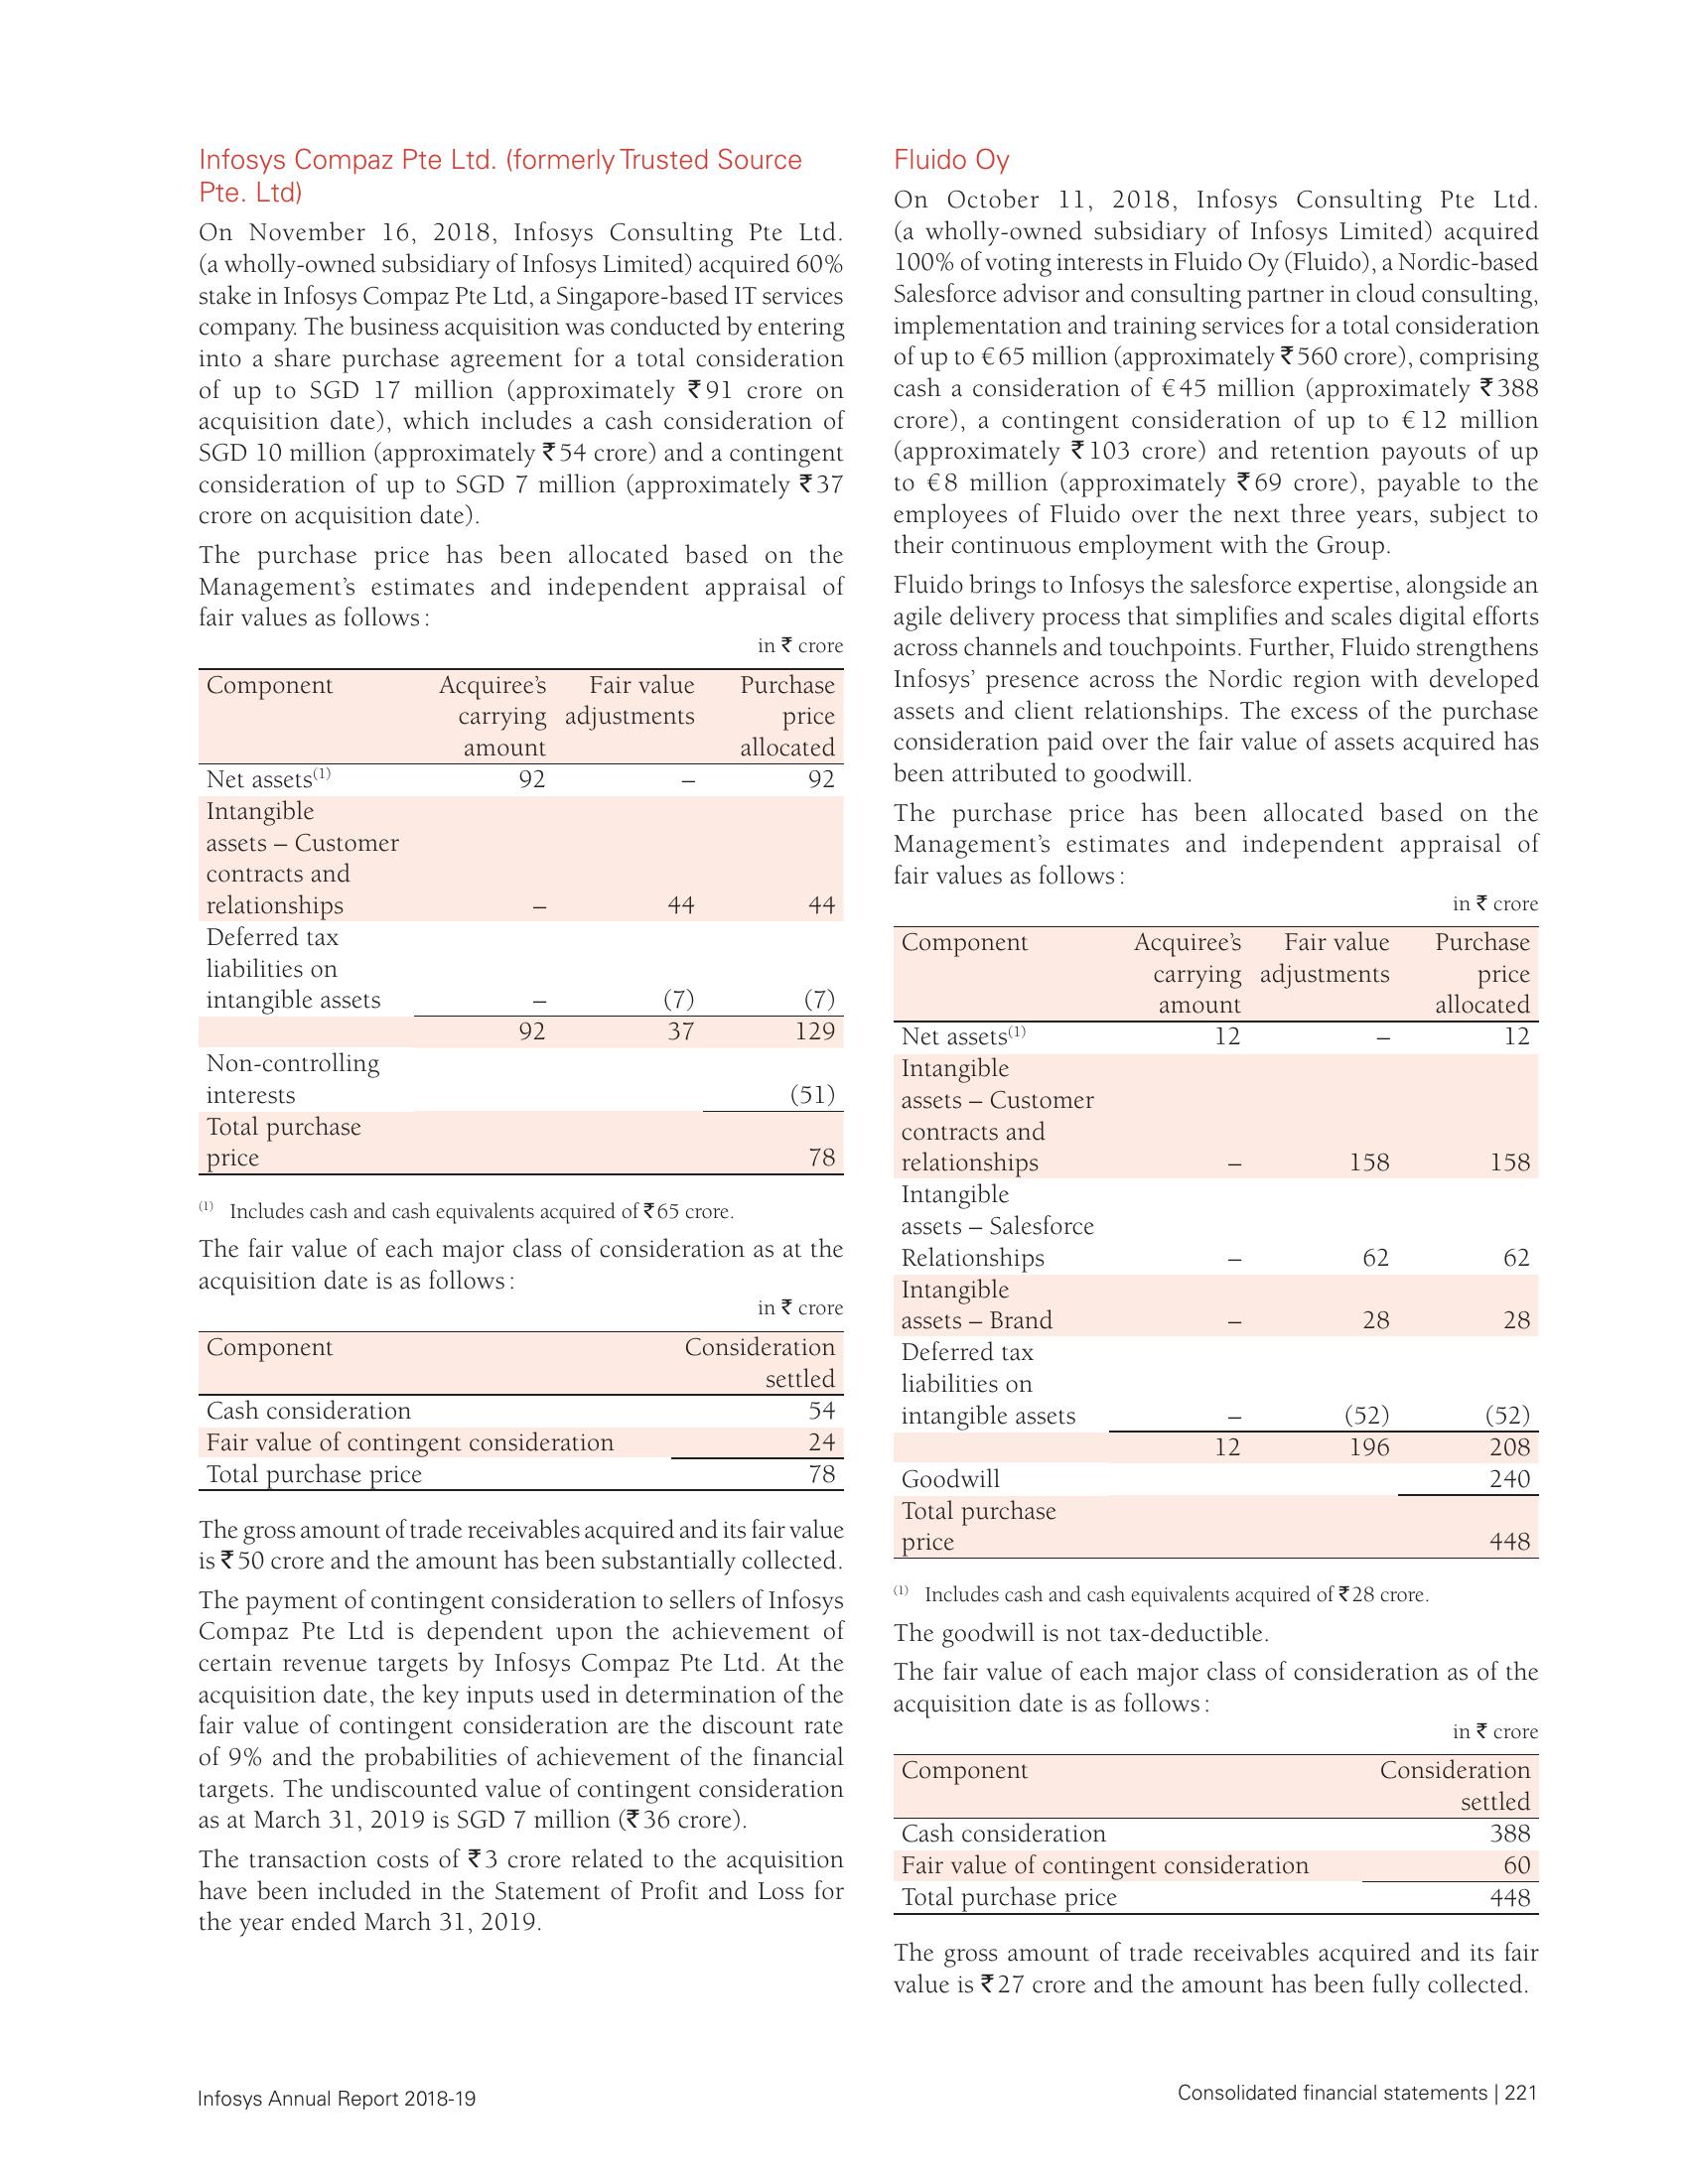 Infosys Compaz Pte Ltd. (formerly Trusted Source
Pte. Ltd)
On November 16, 2018, Infosys Consulting Pte Ltd.
(a wholly-owned subsidiary of Infosys Limited) acquired 60%
stake in Infosys Compaz Pte Ltd, a Singapore-based IT services
company. The business acquisition was conducted by entering
into a share purchase agreement for a total consideration
of up to SGD 17 million (approximately ₹91 crore on
acquisition date), which includes a cash consideration of
SGD 10 million (approximately ₹54 crore) and a contingent
consideration of up to SGD 7 million (approximately ₹37
crore on acquisition date).
The purchase price has been allocated based on the
Management's estimates and independent appraisal of
fair values as follows:
in ₹ crore
Component Acquiree's Fair value Purchase
carrying adjustments price
amount allocated
Net assets(1) 92 – 92
Intangible
assets – Customer
contracts and
relationships – 44 44
Deferred tax
liabilities on
intangible assets – (7) (7)
92 37 129
Non-controlling
interests (51)
Total purchase
price 78
(1) Includes cash and cash equivalents acquired of ₹65 crore.
The fair value of each major class of consideration as at the
acquisition date is as follows:
in ₹ crore
Component Consideration
settled
Cash consideration 54
Fair value of contingent consideration 24
Total purchase price 78
The gross amount of trade receivables acquired and its fair value
is ₹50 crore and the amount has been substantially collected.
The payment of contingent consideration to sellers of Infosys
Compaz Pte Ltd is dependent upon the achievement of
certain revenue targets by Infosys Compaz Pte Ltd. At the
acquisition date, the key inputs used in determination of the
fair value of contingent consideration are the discount rate
of 9% and the probabilities of achievement of the financial
targets. The undiscounted value of contingent consideration
as at March 31, 2019 is SGD 7 million (₹36 crore).
The transaction costs of ₹3 crore related to the acquisition
have been included in the Statement of Profit and Loss for
the year ended March 31, 2019.
Fluido Oy
On October 11, 2018, Infosys Consulting Pte Ltd.
(a wholly-owned subsidiary of Infosys Limited) acquired
100% of voting interests in Fluido Oy (Fluido), a Nordic-based
Salesforce advisor and consulting partner in cloud consulting,
implementation and training services for a total consideration
of up to €65 million (approximately ₹560 crore), comprising
cash a consideration of €45 million (approximately ₹388
crore), a contingent consideration of up to €12 million
(approximately ₹103 crore) and retention payouts of up
to €8 million (approximately ₹69 crore), payable to the
employees of Fluido over the next three years, subject to
their continuous employment with the Group.
Fluido brings to Infosys the salesforce expertise, alongside an
agile delivery process that simplifies and scales digital efforts
across channels and touchpoints. Further, Fluido strengthens
Infosys' presence across the Nordic region with developed
assets and client relationships. The excess of the purchase
consideration paid over the fair value of assets acquired has
been attributed to goodwill.
The purchase price has been allocated based on the
Management's estimates and independent appraisal of
fair values as follows:
in ₹ crore
Component Acquiree's Fair value Purchase
carrying adjustments price
amount allocated
Net assets(1) 12 – 12
Intangible
assets – Customer
contracts and
relationships – 158 158
Intangible
assets – Salesforce
Relationships – 62 62
Intangible
assets – Brand – 28 28
Deferred tax
liabilities on
intangible assets – (52) (52)
12 196 208
Goodwill 240
Total purchase
price 448
(1) Includes cash and cash equivalents acquired of ₹28 crore.
The goodwill is not tax-deductible.
The fair value of each major class of consideration as of the
acquisition date is as follows:
in ₹ crore
Component Consideration
settled
Cash consideration 388
Fair value of contingent consideration 60
Total purchase price 448
The gross amount of trade receivables acquired and its fair
value is ₹27 crore and the amount has been fully collected.
Infosys Annual Report 2018-19
Consolidated financial statements | 221